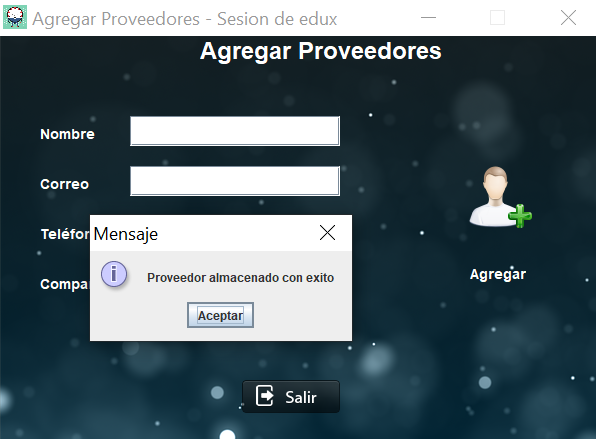 Agregar Proveedores - Sesion de edux
Agregar Proveedores
Nombre
Correo
Teléfor
Compa
Mensaje
Proveedor almacenado con exito
Aceptar
Agregar
Salir